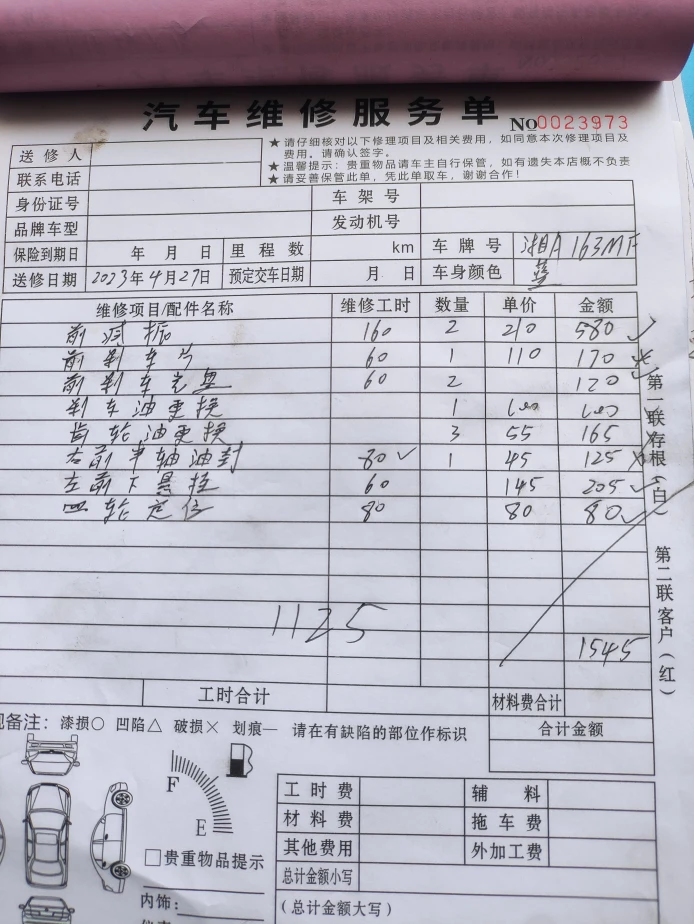 汽车维修服务单 No0023973
送修人
联系电话
★请仔细核对以下修理项目及相关费用，如同意本次修理项目及
费用。请确认签字。
★温馨提示：贵重物品请车主自行保管，如有遗失本店概不负责
★请妥善保管此单，凭此单取车，谢谢合作！
身份证号 车架号
品牌车型 发动机号
保险到期日 年 月 日 里程数 km 车牌号 湘A 163MF
送修日期 2023年4月27日 预定交车日期 月 日 车身颜色 蓝
维修项目/配件名称 维修工时 数量 单价 金额
前减振 160 2 210 580 ✓
前刹车片 60 1 110 170
前刹车 60 2 120
刹车油更换 1
齿轮油更换 3 55 165
右前半轴油封 80 ✓ 1 45 125 ×
左前下悬挂 60 145 205 ✓
四轮定位 80 80 80 ✓
1125
1545
工时合计 材料费合计
合计金额
备注：漆损○ 凹陷△ 破损× 划痕— 请在有缺陷的部位作标识
F
E
□贵重物品提示
内饰：
工时费 辅料
材料费 拖车费
其他费用 外加工费
总计金额小写
（总计金额大写）
第一联存根（白）
第二联客户（红）